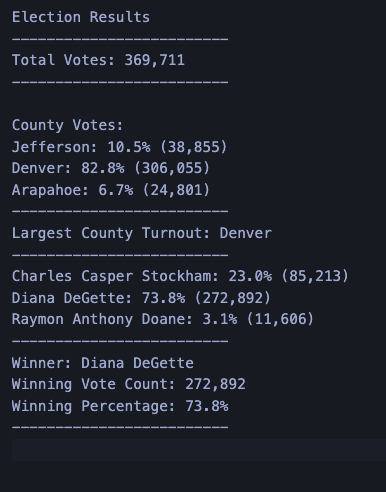 Election Results
-------------------------
Total Votes: 369,711
-------------------------
County Votes:
Jefferson: 10.5% (38,855)
Denver: 82.8% (306,055)
Arapahoe: 6.7% (24,801)
-------------------------
Largest County Turnout: Denver
-------------------------
Charles Casper Stockham: 23.0% (85,213)
Diana DeGette: 73.8% (272,892)
Raymon Anthony Doane: 3.1% (11,606)
-------------------------
Winner: Diana DeGette
Winning Vote Count: 272,892
Winning Percentage: 73.8%
-------------------------